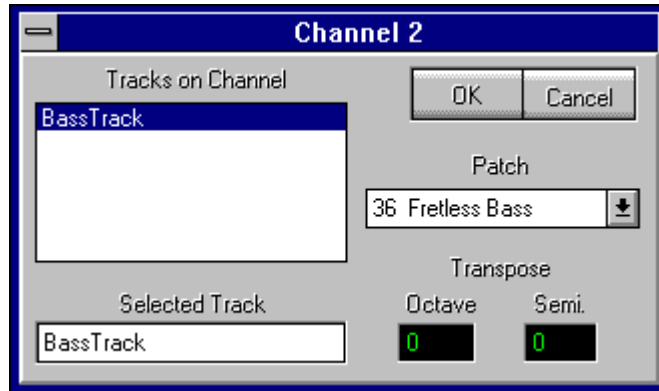 Channel 2
Tracks on Channel
BassTrack
OK
Cancel
Patch
36 Fretless Bass
Transpose
Octave
Semi.
0
0
Selected Track
BassTrack